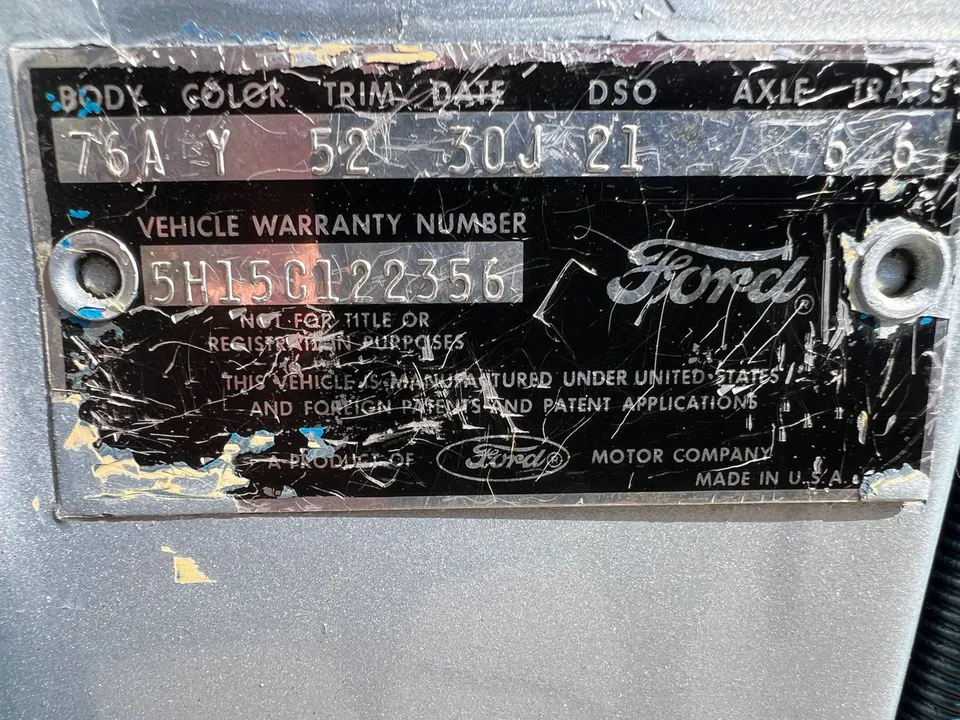 BODY COLOR TRIM DATE DSO AXLE TRANS
76A Y 52 30J 21 6 6
VEHICLE WARRANTY NUMBER
5H15C122356
Ford®
NOT FOR TITLE OR
REGISTRATION PURPOSES
THIS VEHICLE IS MANUFACTURED UNDER UNITED STATES
AND FOREIGN PATENTS AND PATENT APPLICATIONS
A PRODUCT OF Ford® MOTOR COMPANY
MADE IN U.S.A.